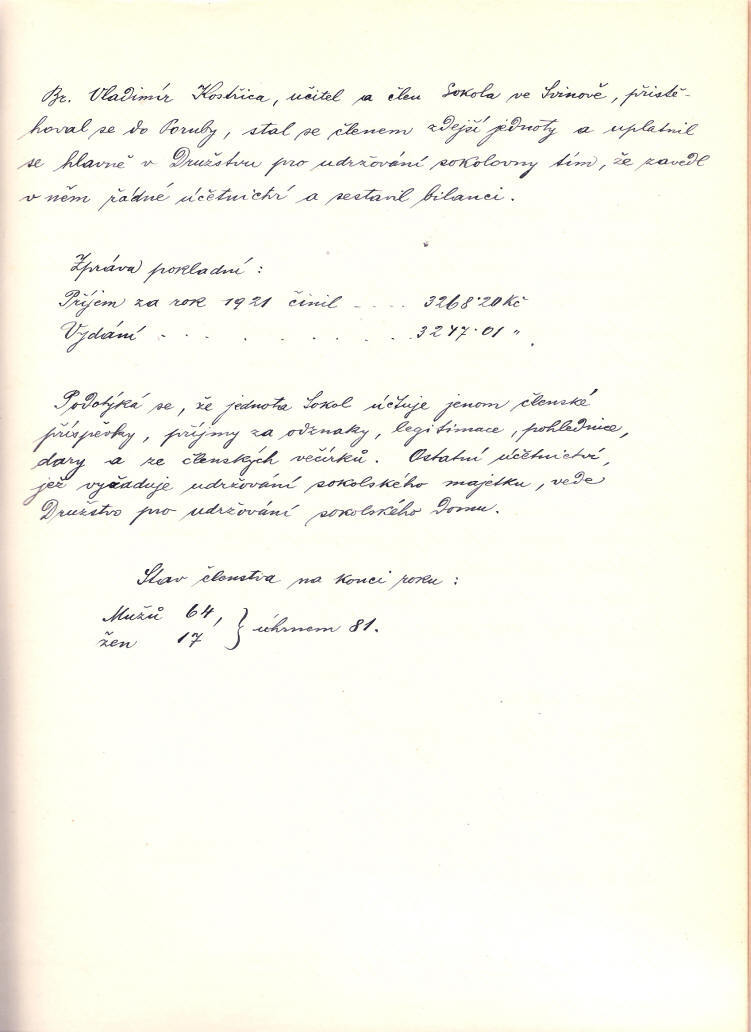 Br. Vladimír Kostřica, učitel a člen Sokola ve Svinově, přistě-
hoval se do Poruby, stal se členem zdejší jednoty a uplatnil
se hlavně v Družstvu pro udržování sokolovny tím, že zavedl
v něm řádné účetnictví a sestavil bilanci.
Zpráva pokladní:
Příjem za rok 1921 činil .... 3268·20 Kč
Vydání . . . . . . . . . 3247·01 "
Podotýká se, že jednota Sokol účtuje jenom členské
příspěvky, příjmy za odznaky, legitimace, pohlednice,
dary a ze členských večírků. Ostatní účetnictví,
jež vyžaduje udržování sokolského majetku, vede
Družstvo pro udržování sokolského domu.
Stav členstva na konci roku:
Mužů 64,
žen 17 } úhrnem 81.